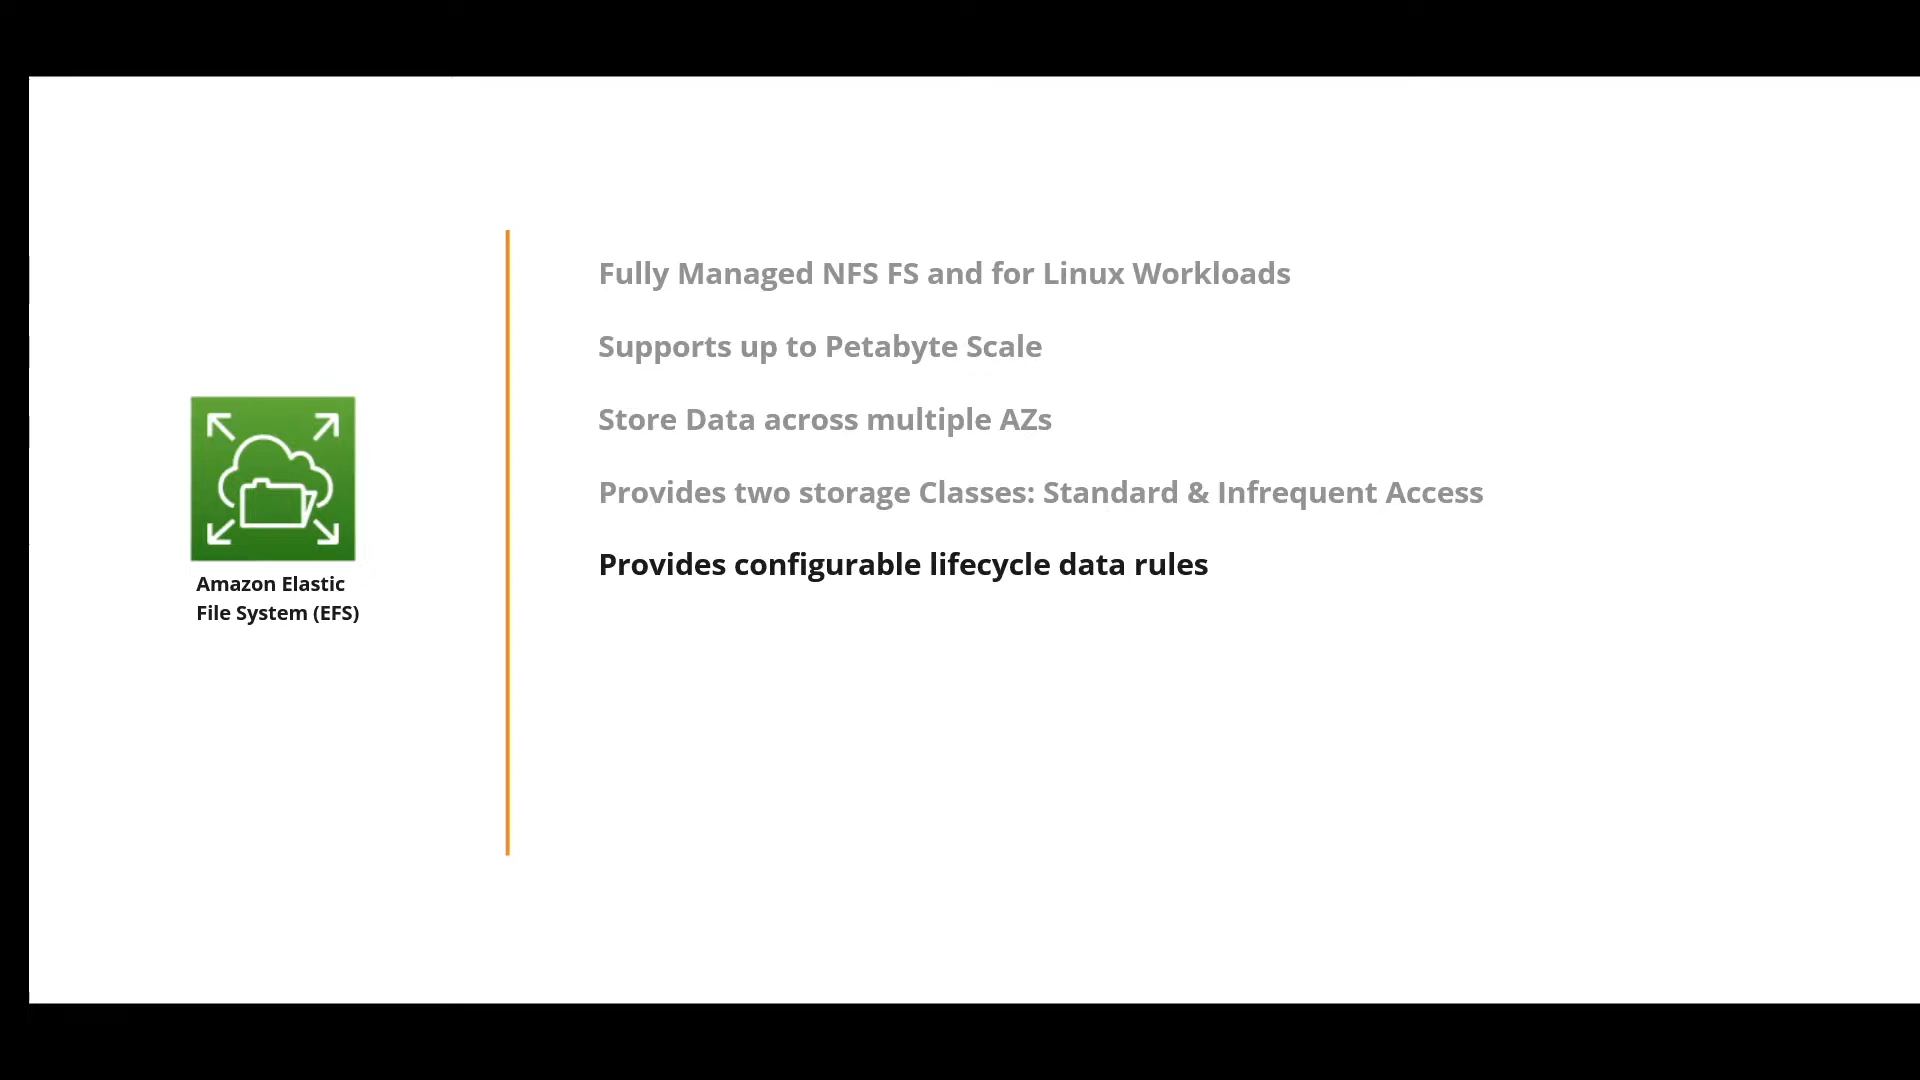 Fully Managed NFS FS and for Linux Workloads
Supports up to Petabyte Scale
Store Data across multiple AZs
Provides two storage Classes: Standard & Infrequent Access
Provides configurable lifecycle data rules
Amazon Elastic
File System (EFS)